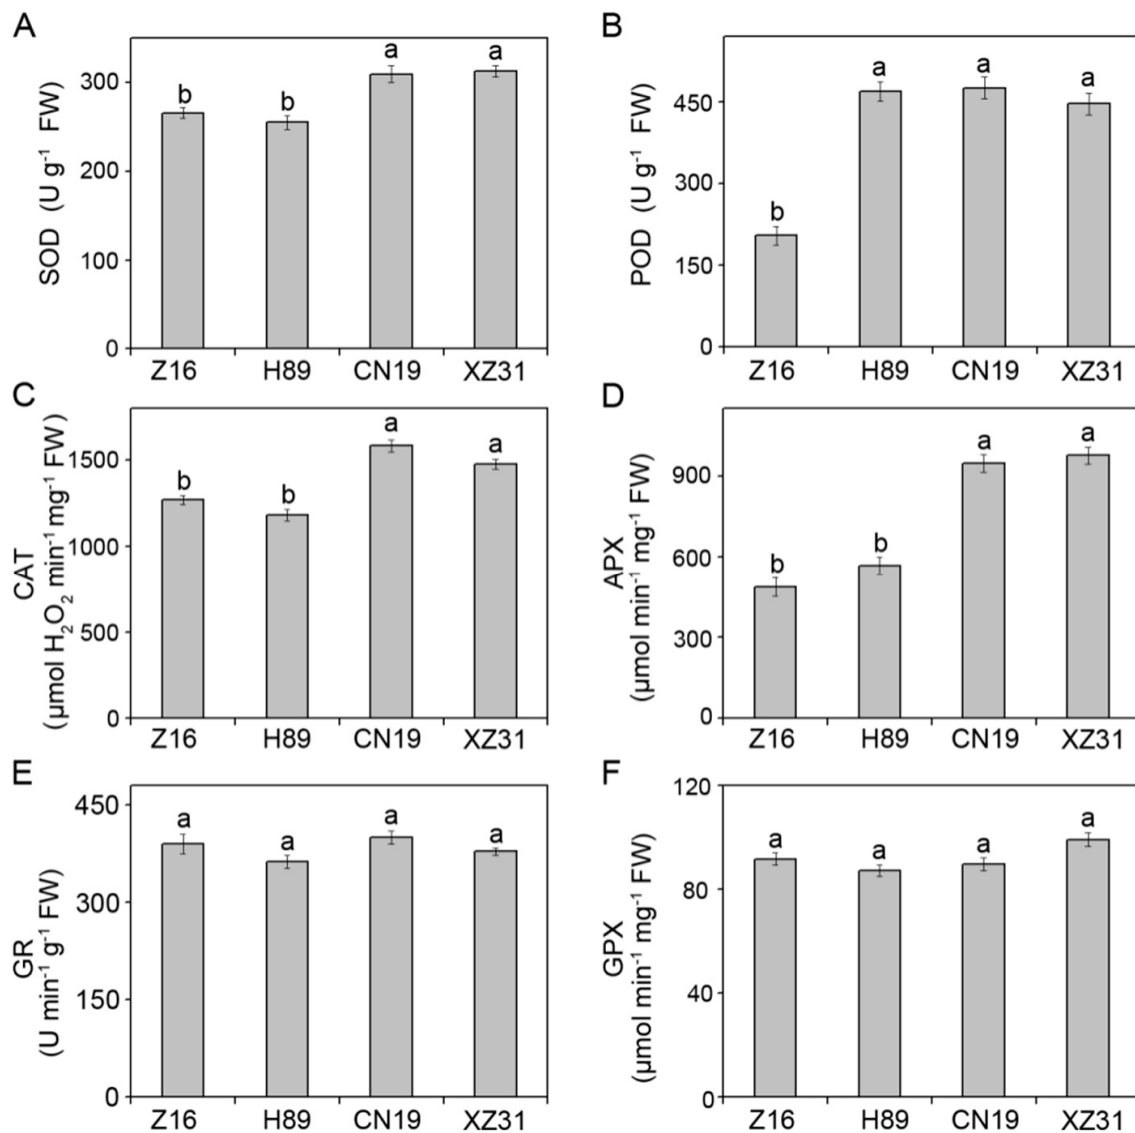 A
SOD (U g⁻¹ FW)
300
200
100
0
b
b
a
a
Z16 H89 CN19 XZ31
B
POD (U g⁻¹ FW)
450
300
150
0
b
a
a
a
Z16 H89 CN19 XZ31
C
CAT
(µmol H₂O₂ min⁻¹ mg⁻¹ FW)
1500
1000
500
0
b
b
a
a
Z16 H89 CN19 XZ31
D
APX
(µmol min⁻¹ mg⁻¹ FW)
900
600
300
0
b
b
a
a
Z16 H89 CN19 XZ31
E
GR
(U min⁻¹ g⁻¹ FW)
450
300
150
0
a
a
a
a
Z16 H89 CN19 XZ31
F
GPX
(µmol min⁻¹ mg⁻¹ FW)
120
80
40
0
a
a
a
a
Z16 H89 CN19 XZ31